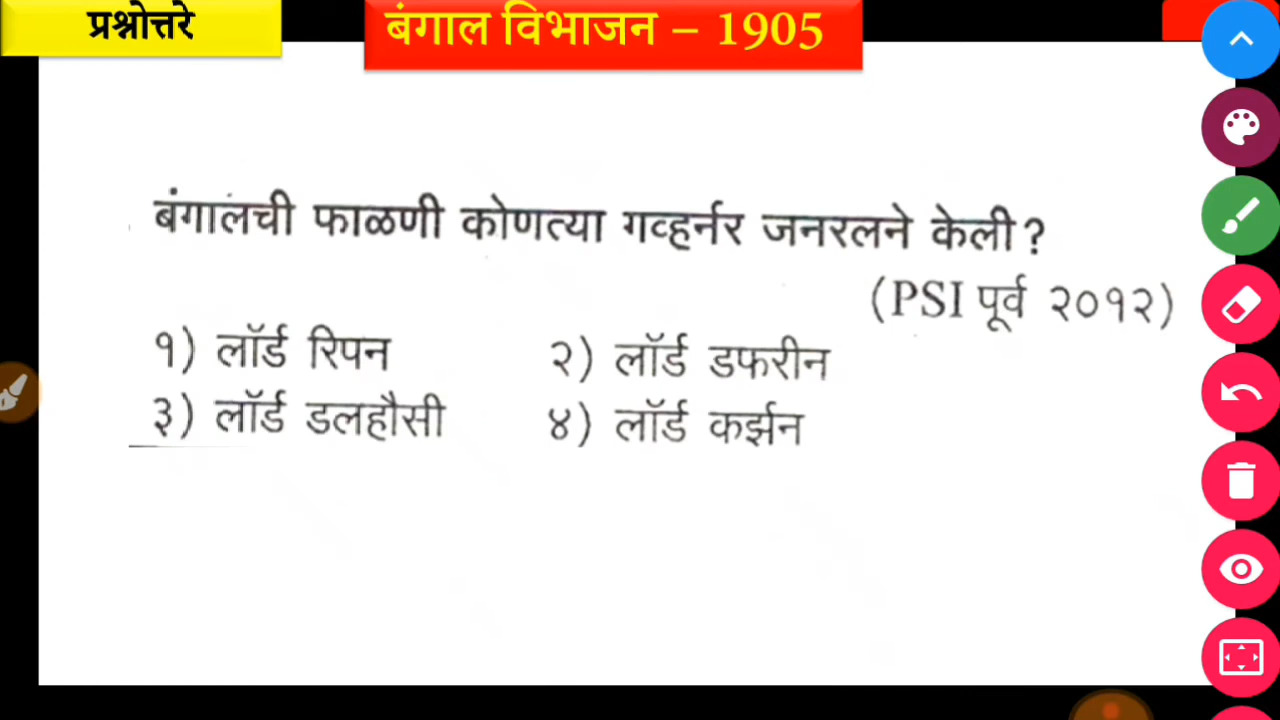 प्रश्नोत्तरे
बंगाल विभाजन – 1905
बंगालची फाळणी कोणत्या गव्हर्नर जनरलने केली?
(PSI पूर्व २०१२)
१) लॉर्ड रिपन २) लॉर्ड डफरीन
३) लॉर्ड डलहौसी ४) लॉर्ड कर्झन